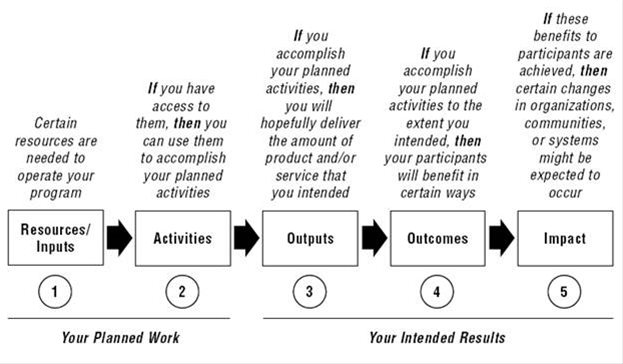 Certain
resources are
needed to
operate your
program
If you have
access to
them, then you
can use them
to accomplish
your planned
activities
If you
accomplish
your planned
activities, then
you will
hopefully deliver
the amount of
product and/or
service that
you intended
If you
accomplish
your planned
activities to the
extent you
intended, then
your participants
will benefit in
certain ways
If these
benefits to
participants are
achieved, then
certain changes
in organizations,
communities,
or systems
might be
expected to
occur
Resources/
Inputs
Activities
Outputs
Outcomes
Impact
1
2
3
4
5
Your Planned Work
Your Intended Results